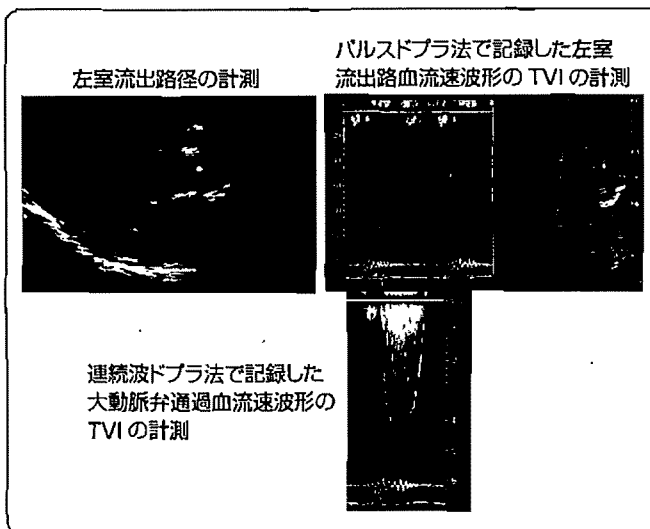 左室流出路径の計測
パルスドプラ法で記録した左室
流出路血流速波形の TVI の計測
連続波ドプラ法で記録した
大動脈弁通過血流速波形の
TVI の計測